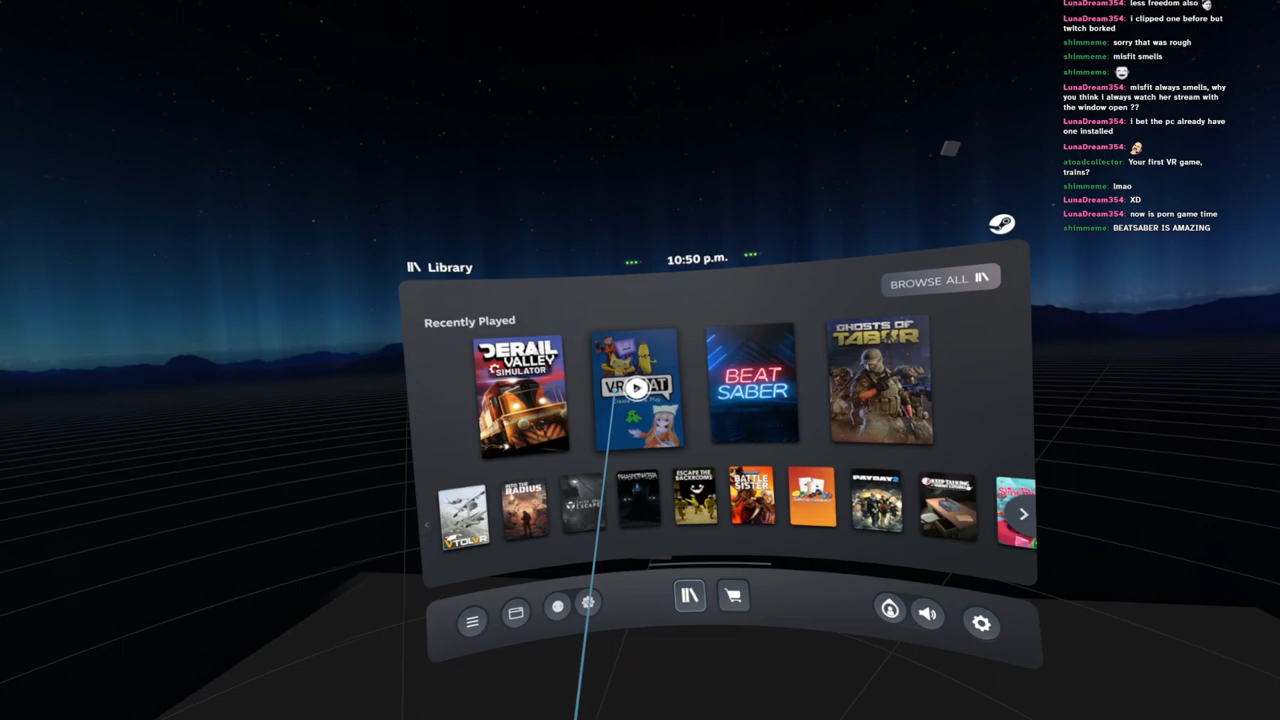 LunaDream354: less freedom also
LunaDream354: i clipped one before but
twitch borked
shimmeme: sorry that was rough
shimmeme: misfit smells
shimmeme:
LunaDream354: misfit always smells, why
you think i always watch her stream with
the window open ??
LunaDream354: i bet the pc already have
one installed
LunaDream354:
atoadcollector: Your first VR game,
trains?
shimmeme: lmao
LunaDream354: XD
LunaDream354: now is porn game time
shimmeme: BEATSABER IS AMAZING
Library
10:50 p.m.
BROWSE ALL
Recently Played
DERAIL
VALLEY
SIMULATOR
BEAT
SABER
GHOSTS OF
TABOR
VTOLVR
INTO THE
RADIUS
ESCAPE
PHASMOPHOBIA
ESCAPE THE
BACKROOMS
BATTLE
SISTER
PAYDAY 2
KEEP TALKING